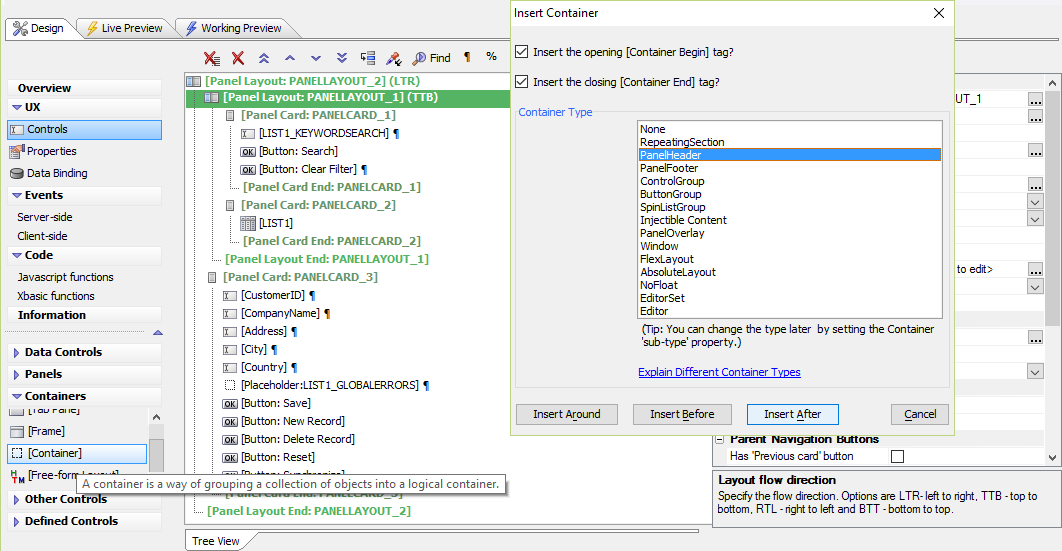 Design
Live Preview
Working Preview
Find
¶
%
Overview
UX
Controls
Properties
Data Binding
Events
Server-side
Client-side
Code
Javascript functions
Xbasic functions
Information
Data Controls
Panels
Containers
[Tab Pane]
[Frame]
[Container]
[Free-form Layout]
A container is a way of grouping a collection of objects into a logical container.
Other Controls
Defined Controls
[Panel Layout: PANELLAYOUT_2] (LTR)
[Panel Layout: PANELLAYOUT_1] (TTB)
[Panel Card: PANELCARD_1]
[LIST1_KEYWORDSEARCH] ¶
[Button: Search]
[Button: Clear Filter] ¶
[Panel Card End: PANELCARD_1]
[Panel Card: PANELCARD_2]
[LIST1]
[Panel Card End: PANELCARD_2]
[Panel Layout End: PANELLAYOUT_1]
[Panel Card: PANELCARD_3]
[CustomerID] ¶
[CompanyName] ¶
[Address] ¶
[City] ¶
[Country] ¶
[Placeholder:LIST1_GLOBALERRORS] ¶
[Button: Save]
[Button: New Record]
[Button: Delete Record]
[Button: Reset]
[Button: Synchronize]
[Panel Layout End: PANELLAYOUT_2]
Tree View
Insert Container
Insert the opening [Container Begin] tag?
Insert the closing [Container End] tag?
Container Type
None
RepeatingSection
PanelHeader
PanelFooter
ControlGroup
ButtonGroup
SpinListGroup
Injectible Content
PanelOverlay
Window
FlexLayout
AbsoluteLayout
NoFloat
EditorSet
Editor
(Tip: You can change the type later by setting the Container
'sub-type' property.)
Explain Different Container Types
Insert Around
Insert Before
Insert After
Cancel
UT_1
to edit>
Parent Navigation Buttons
Has 'Previous card' button
Layout flow direction
Specify the flow direction. Options are LTR- left to right, TTB - top to
bottom, RTL - right to left and BTT - bottom to top.